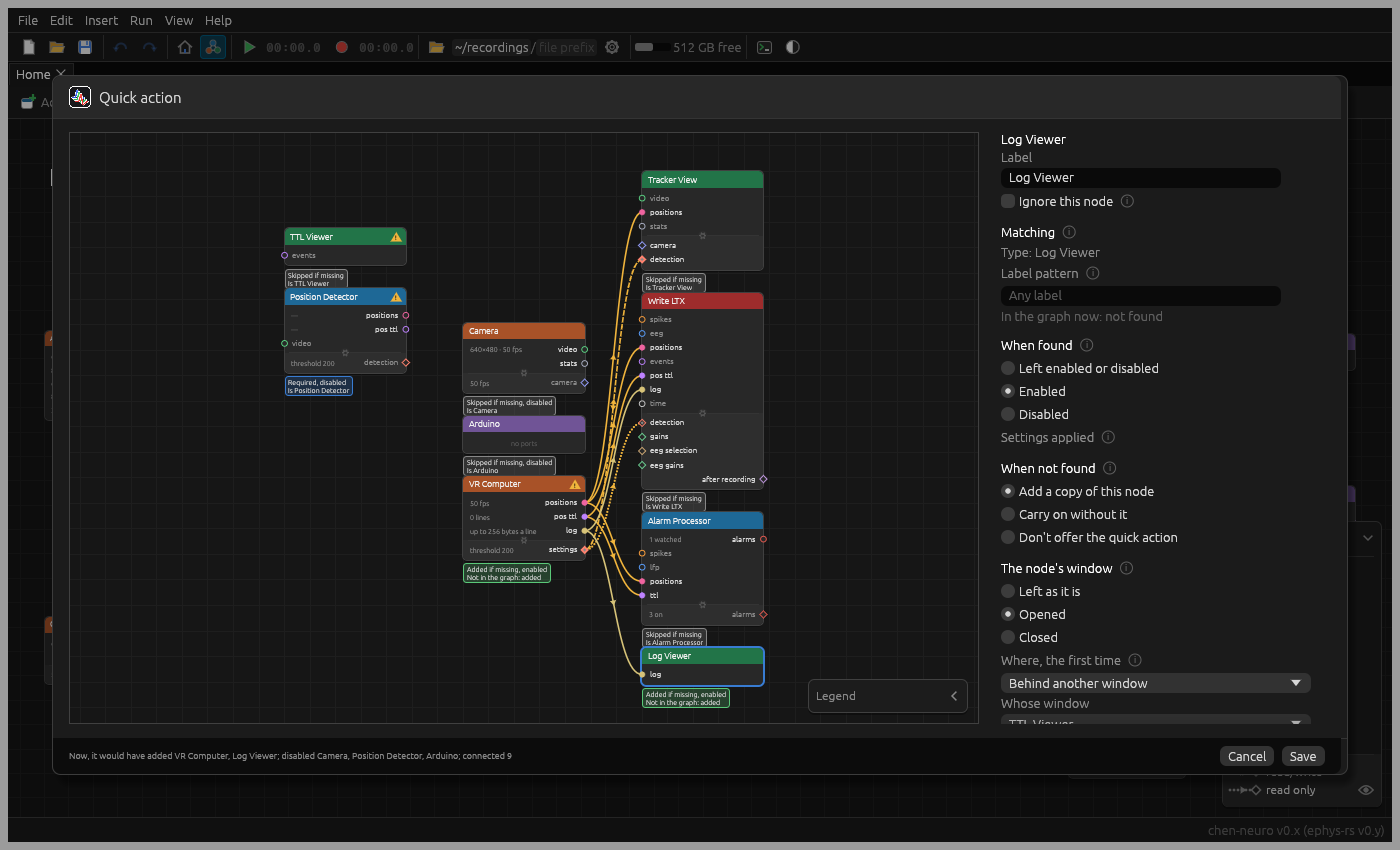 File Edit Insert Run View Help
00:00.0 00:00.0 ~/recordings/ file prefix 512 GB free
Home
Quick action
Tracker View
video
positions
stats
camera
detection
Skipped if missing
Is Tracker View
TTL Viewer
events
Skipped if missing
Is TTL Viewer
Position Detector
positions
pos ttl
video
threshold 200 detection
Required, disabled
Is Position Detector
Camera
640×480 · 50 fps video
stats
50 fps camera
Skipped if missing, disabled
Is Camera
Arduino
no ports
Skipped if missing, disabled
Is Arduino
VR Computer
50 fps positions
0 lines pos ttl
up to 256 bytes a line log
threshold 200 settings
Added if missing, enabled
Not in the graph: added
Write LTX
spikes
eeg
positions
events
pos ttl
log
time
detection
gains
eeg selection
eeg gains
after recording
Skipped if missing
Is Write LTX
Alarm Processor
1 watched alarms
spikes
lfp
positions
ttl
3 on alarms
Skipped if missing
Is Alarm Processor
Log Viewer
log
Added if missing, enabled
Not in the graph: added
Legend
Log Viewer
Label
Log Viewer
Ignore this node
Matching
Type: Log Viewer
Label pattern
Any label
In the graph now: not found
When found
Left enabled or disabled
Enabled
Disabled
Settings applied
When not found
Add a copy of this node
Carry on without it
Don't offer the quick action
The node's window
Left as it is
Opened
Closed
Where, the first time
Behind another window
Whose window
TTL Viewer
Now, it would have added VR Computer, Log Viewer; disabled Camera, Position Detector, Arduino; connected 9
Cancel Save
read only
chen-neuro v0.x (ephys-rs v0.y)